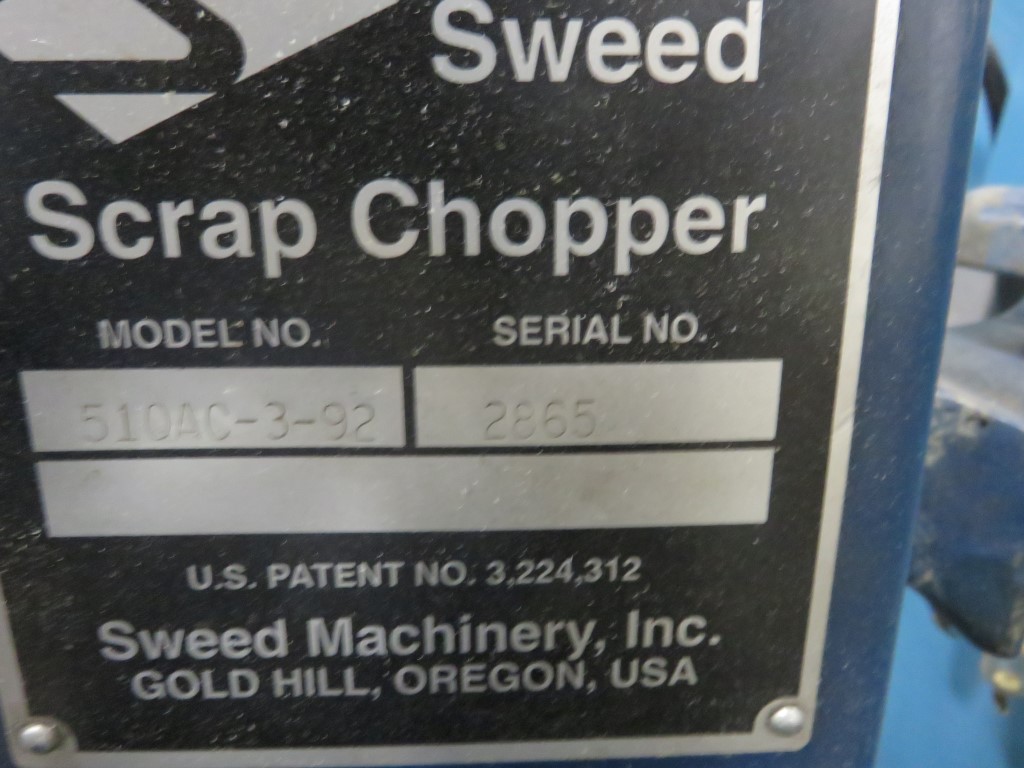 Sweed
Scrap Chopper
MODEL NO. SERIAL NO.
510AC-3-92 2865
U.S. PATENT NO. 3,224,312
Sweed Machinery, Inc.
GOLD HILL, OREGON, USA